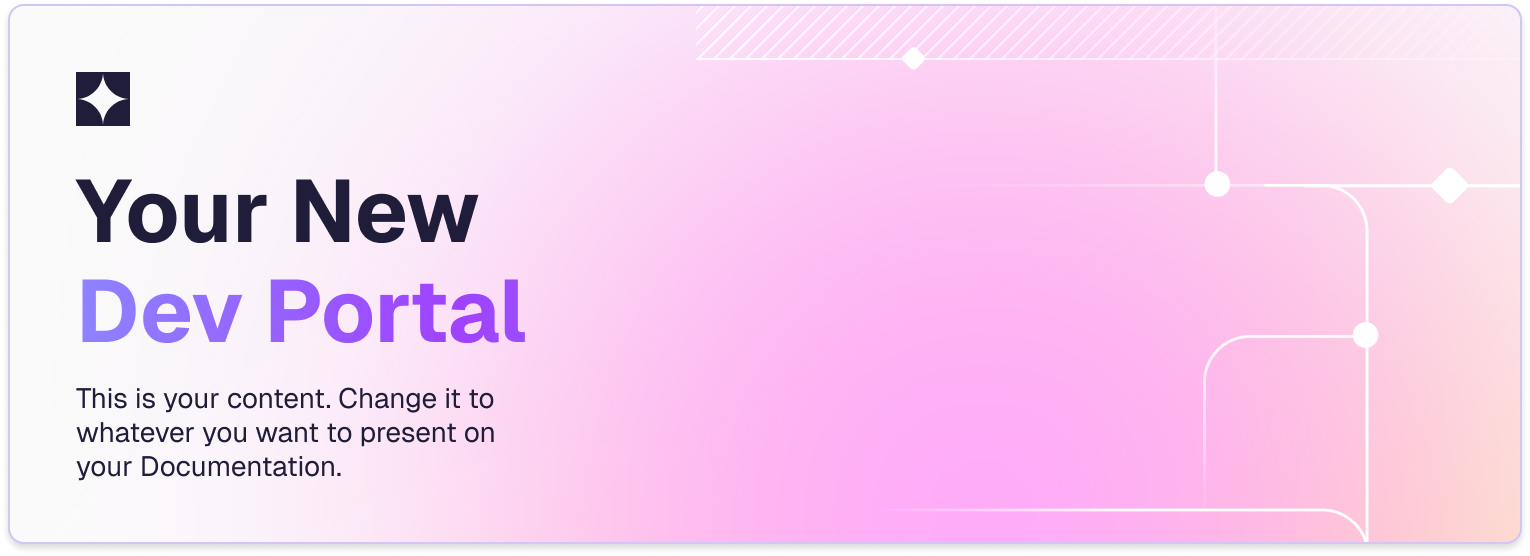 Your New
Dev Portal
This is your content. Change it to
whatever you want to present on
your Documentation.